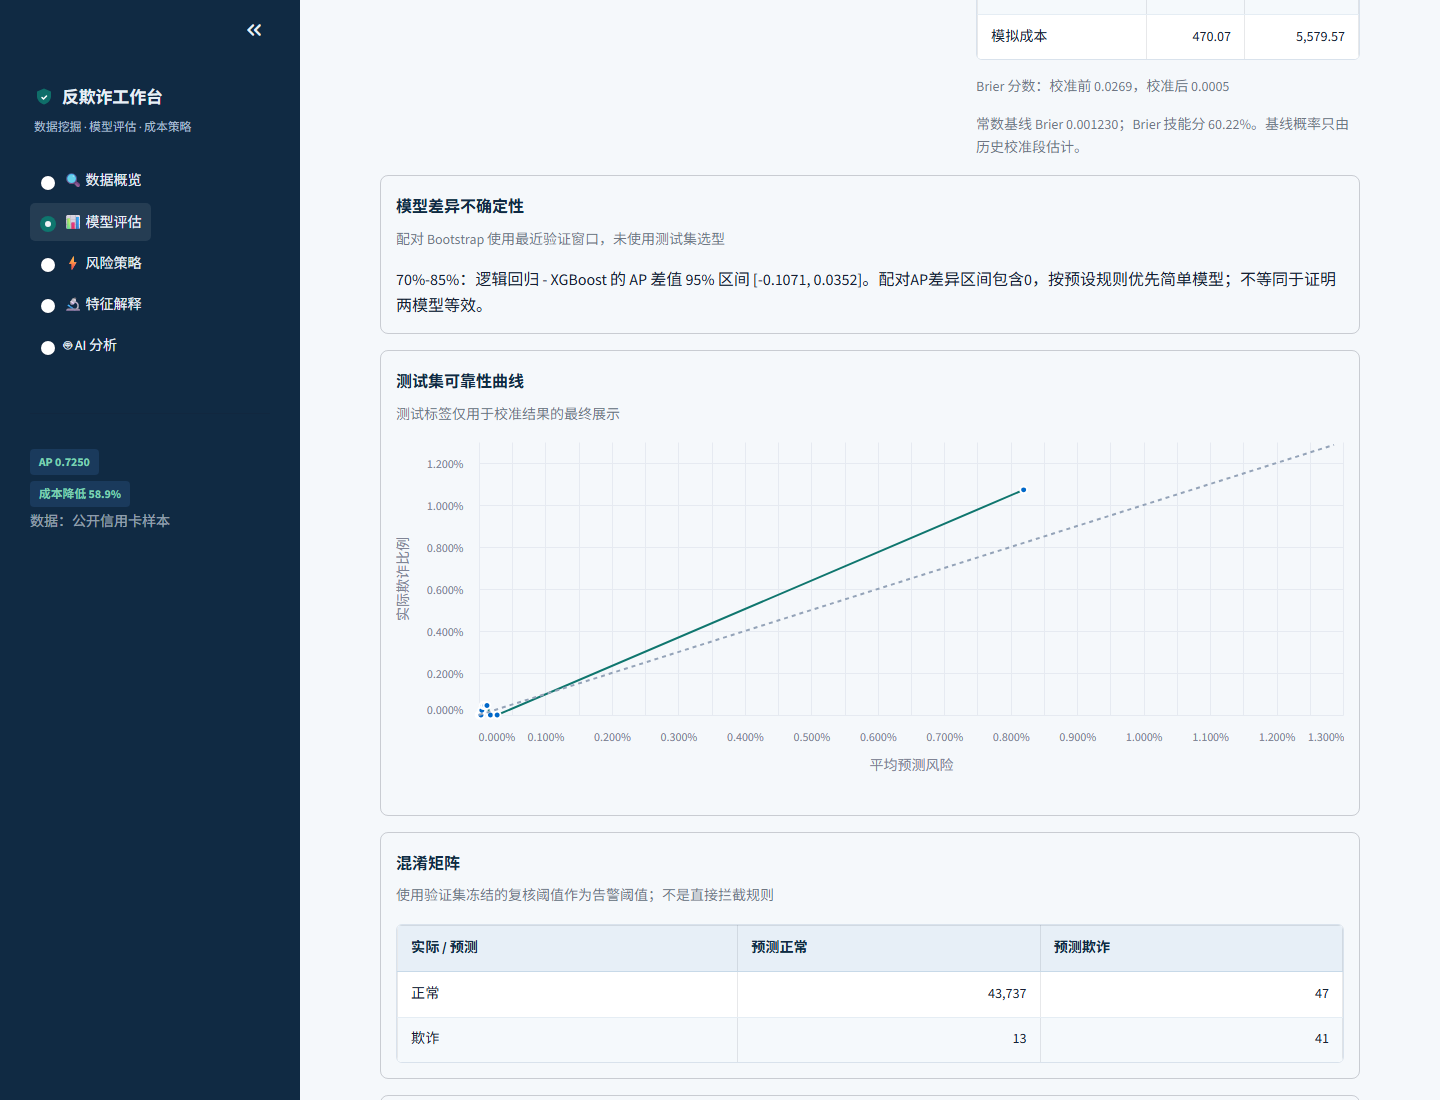 反欺诈工作台
数据挖掘 · 模型评估 · 成本策略
数据概览
模型评估
风险策略
特征解释
AI 分析
AP 0.7250
成本降低 58.9%
数据：公开信用卡样本
模拟成本 470.07 5,579.57
Brier 分数：校准前 0.0269，校准后 0.0005
常数基线 Brier 0.001230；Brier 技能分 60.22%。基线概率只由
历史校准段估计。
模型差异不确定性
配对 Bootstrap 使用最近验证窗口，未使用测试集选型
70%-85%：逻辑回归 - XGBoost 的 AP 差值 95% 区间 [-0.1071, 0.0352]。配对AP差异区间包含0，按预设规则优先简单模型；不等同于证明
两模型等效。
测试集可靠性曲线
测试标签仅用于校准结果的最终展示
1.200%
1.000%
0.800%
0.600%
0.400%
0.200%
0.000%
实际欺诈比例
0.000% 0.100% 0.200% 0.300% 0.400% 0.500% 0.600% 0.700% 0.800% 0.900% 1.000% 1.100% 1.200% 1.300%
平均预测风险
混淆矩阵
使用验证集冻结的复核阈值作为告警阈值；不是直接拦截规则
实际 / 预测 预测正常 预测欺诈
正常 43,737 47
欺诈 13 41